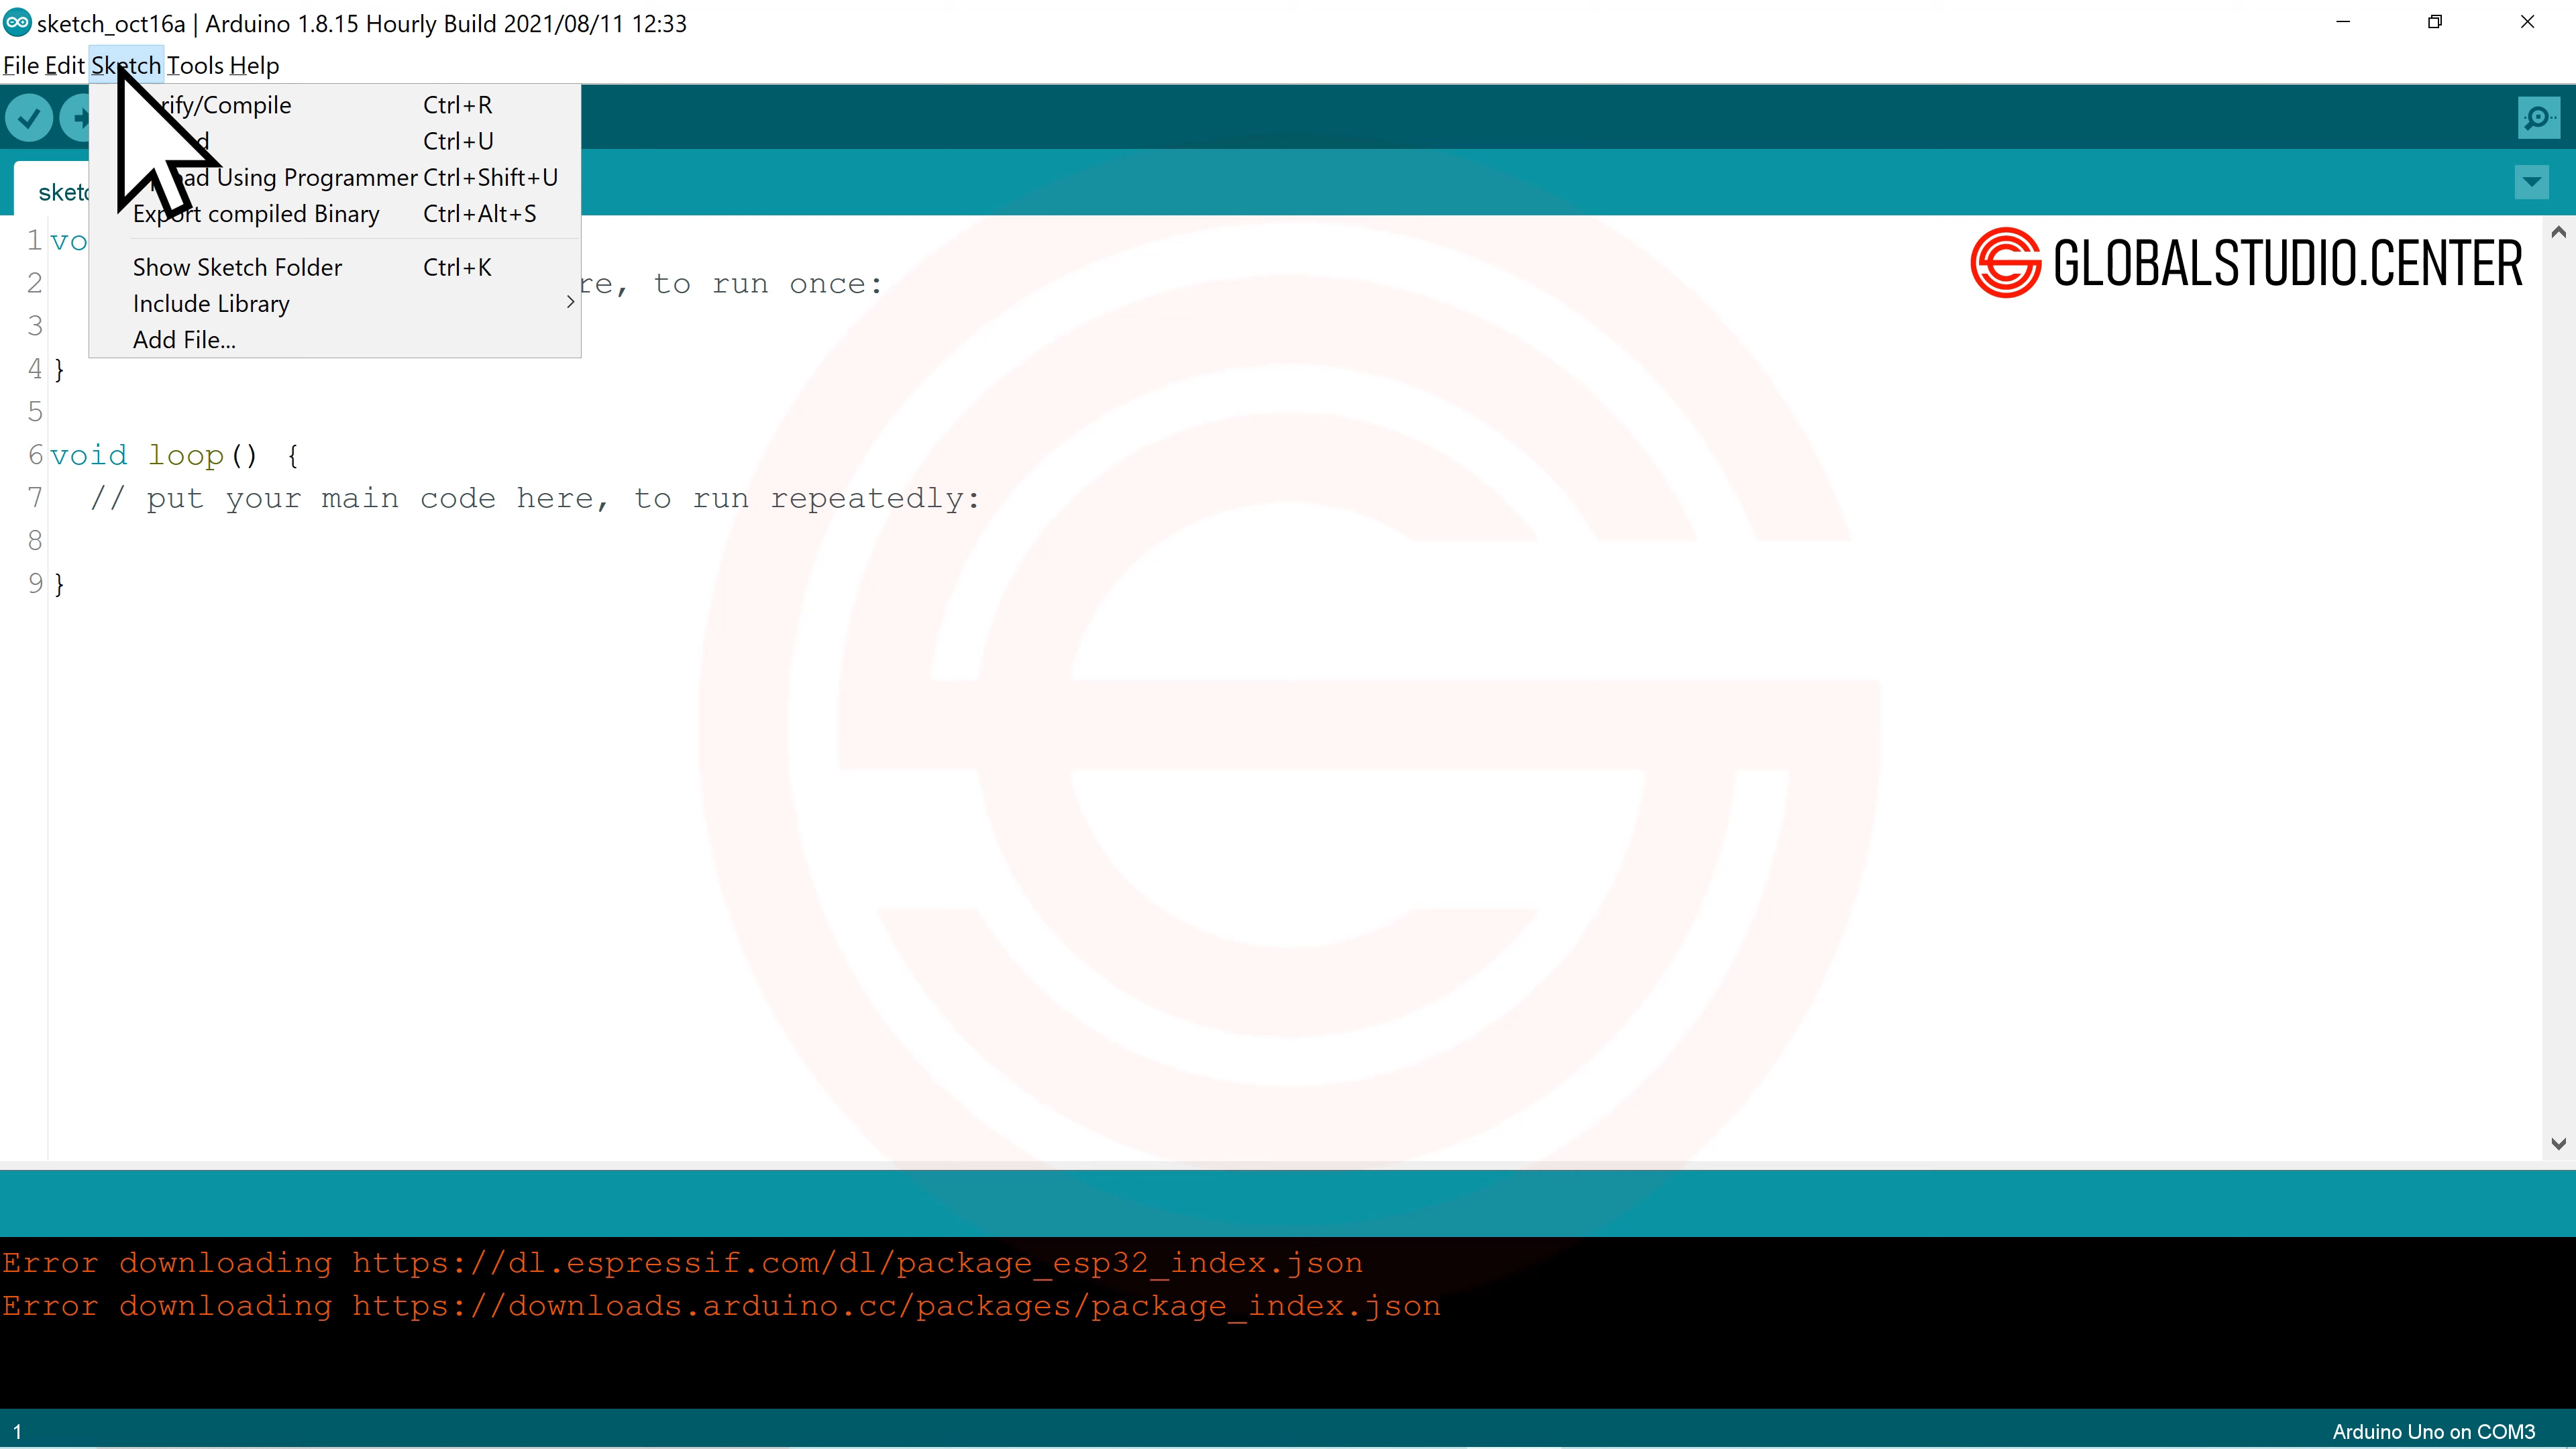 sketch_oct16a | Arduino 1.8.15 Hourly Build 2021/08/11 12:33
File Edit Sketch Tools Help
rify/Compile Ctrl+R
d Ctrl+U
ad Using Programmer Ctrl+Shift+U
Export compiled Binary Ctrl+Alt+S
Show Sketch Folder Ctrl+K
Include Library
Add File...
sketc
GLOBALSTUDIO.CENTER
1 vo
2 re, to run once:
3
4 }
5
6 void loop() {
7 // put your main code here, to run repeatedly:
8
9 }
Error downloading https://dl.espressif.com/dl/package_esp32_index.json
Error downloading https://downloads.arduino.cc/packages/package_index.json
1
Arduino Uno on COM3